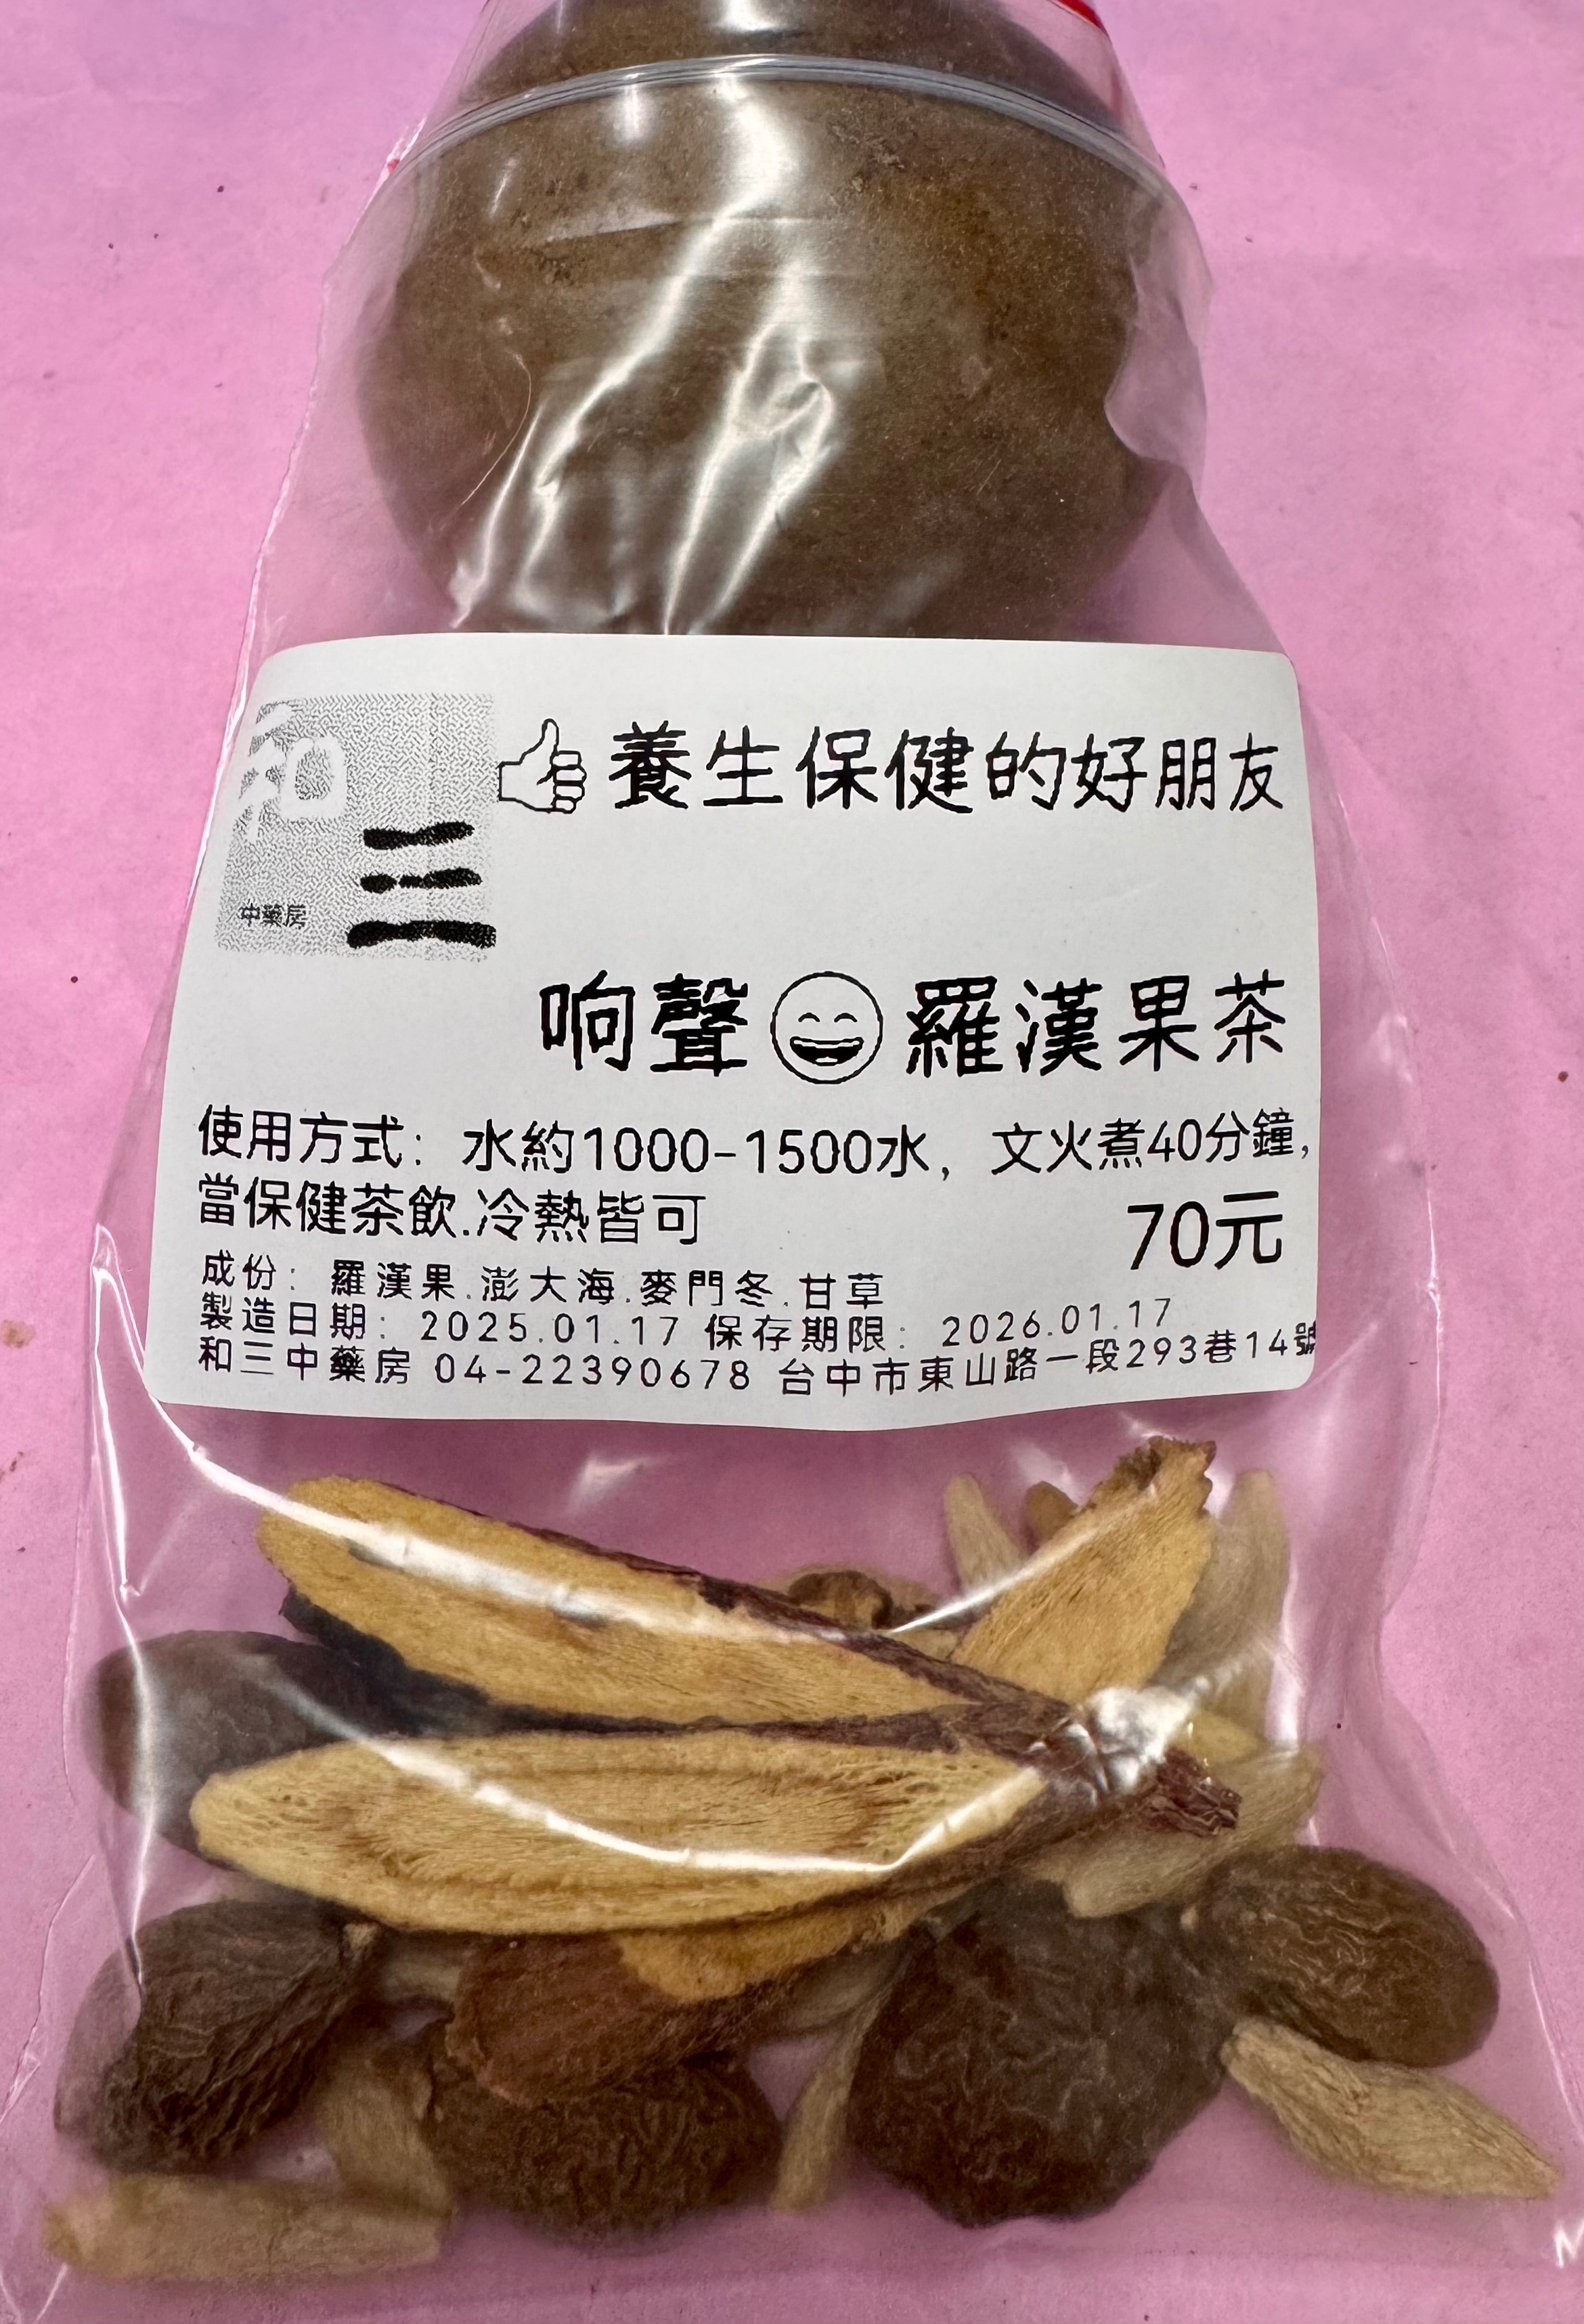 和
三
中藥房
養生保健的好朋友
响聲羅漢果茶
使用方式：水約1000-1500水，文火煮40分鐘，
當保健茶飲.冷熱皆可
70元
成份：羅漢果.澎大海.麥門冬.甘草
製造日期：2025.01.17 保存期限：2026.01.17
和三中藥房 04-22390678 台中市東山路一段293巷14號